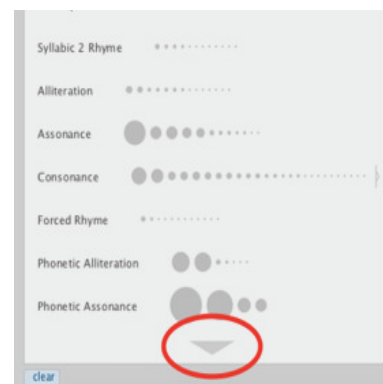 Syllabic 2 Rhyme
Alliteration
Assonance
Consonance
Forced Rhyme
Phonetic Alliteration
Phonetic Assonance
clear